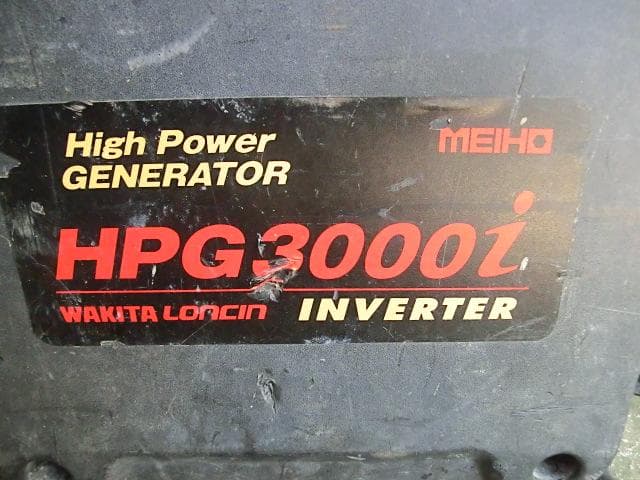 High Power
GENERATOR
MEIHO
HPG3000i
WAKITA LONCIN INVERTER